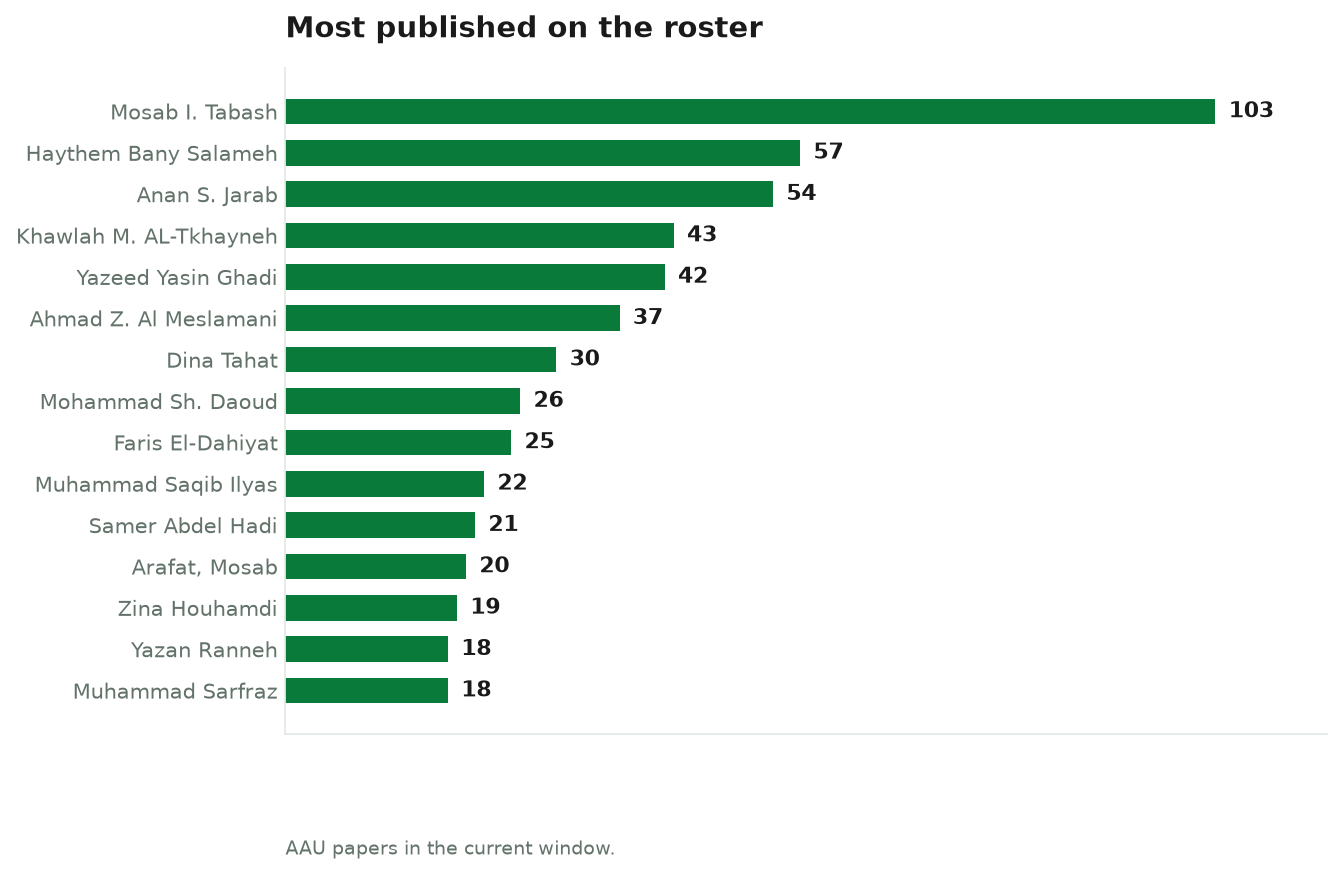 Most published on the roster
Mosab I. Tabash 103
Haythem Bany Salameh 57
Anan S. Jarab 54
Khawlah M. AL-Tkhayneh 43
Yazeed Yasin Ghadi 42
Ahmad Z. Al Meslamani 37
Dina Tahat 30
Mohammad Sh. Daoud 26
Faris El-Dahiyat 25
Muhammad Saqib Ilyas 22
Samer Abdel Hadi 21
Arafat, Mosab 20
Zina Houhamdi 19
Yazan Ranneh 18
Muhammad Sarfraz 18
AAU papers in the current window.